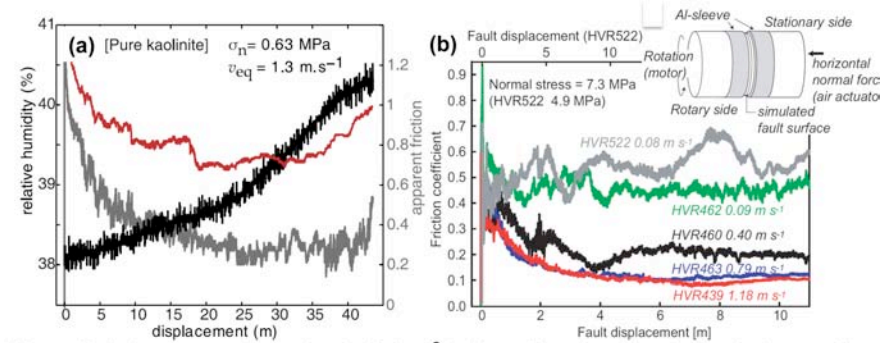 (a) [Pure kaolinite] σn = 0.63 MPa
veq = 1.3 m.s⁻¹
relative humidity (%)
41
40
39
38
apparent friction
1.2
1
0.8
0.6
0.4
0.2
0
0 5 10 15 20 25 30 35 40
displacement (m)
(b)
Fault displacement (HVR522)
0
Normal stress = 7.3 MPa
(HVR522 4.9 MPa)
Friction coefficient
0.9
0.8
0.7
0.6
0.5
0.4
0.3
0.2
0.1
0.0
HVR522 0.08 m s⁻¹
HVR462 0.09 m s⁻¹
HVR460 0.40 m s⁻¹
HVR463 0.79 m s⁻¹
HVR439 1.18 m s⁻¹
0 2 4 6 8 10
Fault displacement [m]
Al-sleeve
Stationary side
Rotation
(motor)
horizontal
normal forc
(air actuato
Rotary side
simulated
fault surface